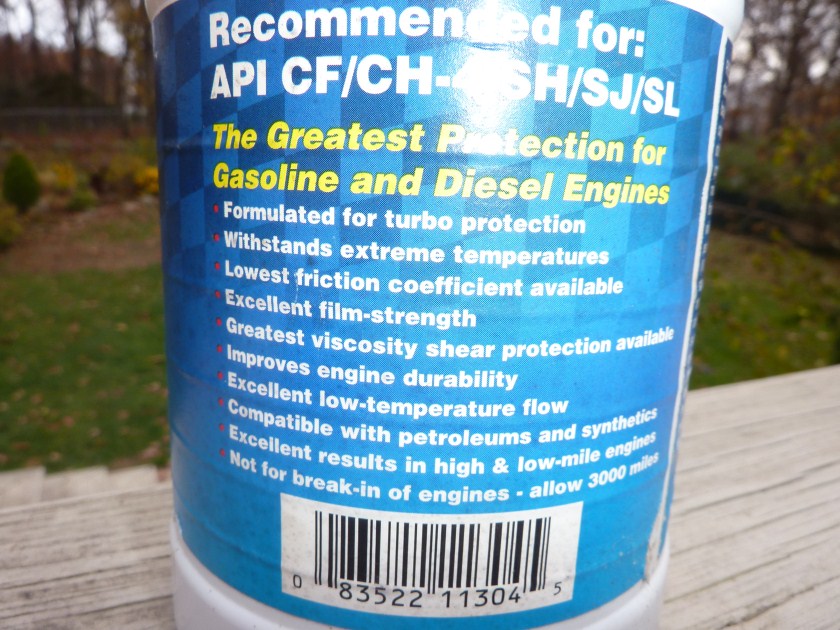 Recommended for:
API CF/CH-4/SH/SJ/SL
The Greatest Protection for
Gasoline and Diesel Engines
• Formulated for turbo protection
• Withstands extreme temperatures
• Lowest friction coefficient available
• Excellent film-strength
• Greatest viscosity shear protection available
• Improves engine durability
• Excellent low-temperature flow
• Compatible with petroleums and synthetics
• Excellent results in high & low-mile engines
• Not for break-in of engines - allow 3000 miles
0 83522 11304 5